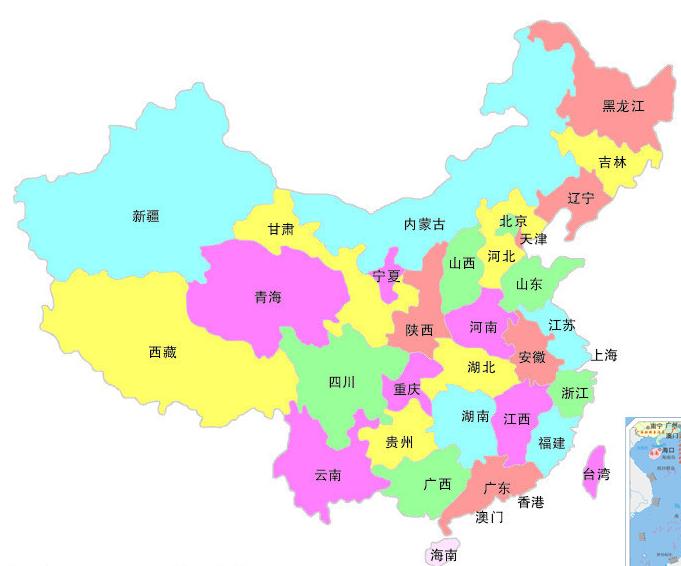 黑龙江
吉林
辽宁
新疆
内蒙古
甘肃
北京
天津
河北
山西
宁夏
山东
青海
陕西
河南
江苏
安徽
上海
西藏
四川
湖北
重庆
浙江
湖南
江西
福建
贵州
云南
广西
广东
台湾
香港
澳门
海南
南宁
广州
澳门
海口